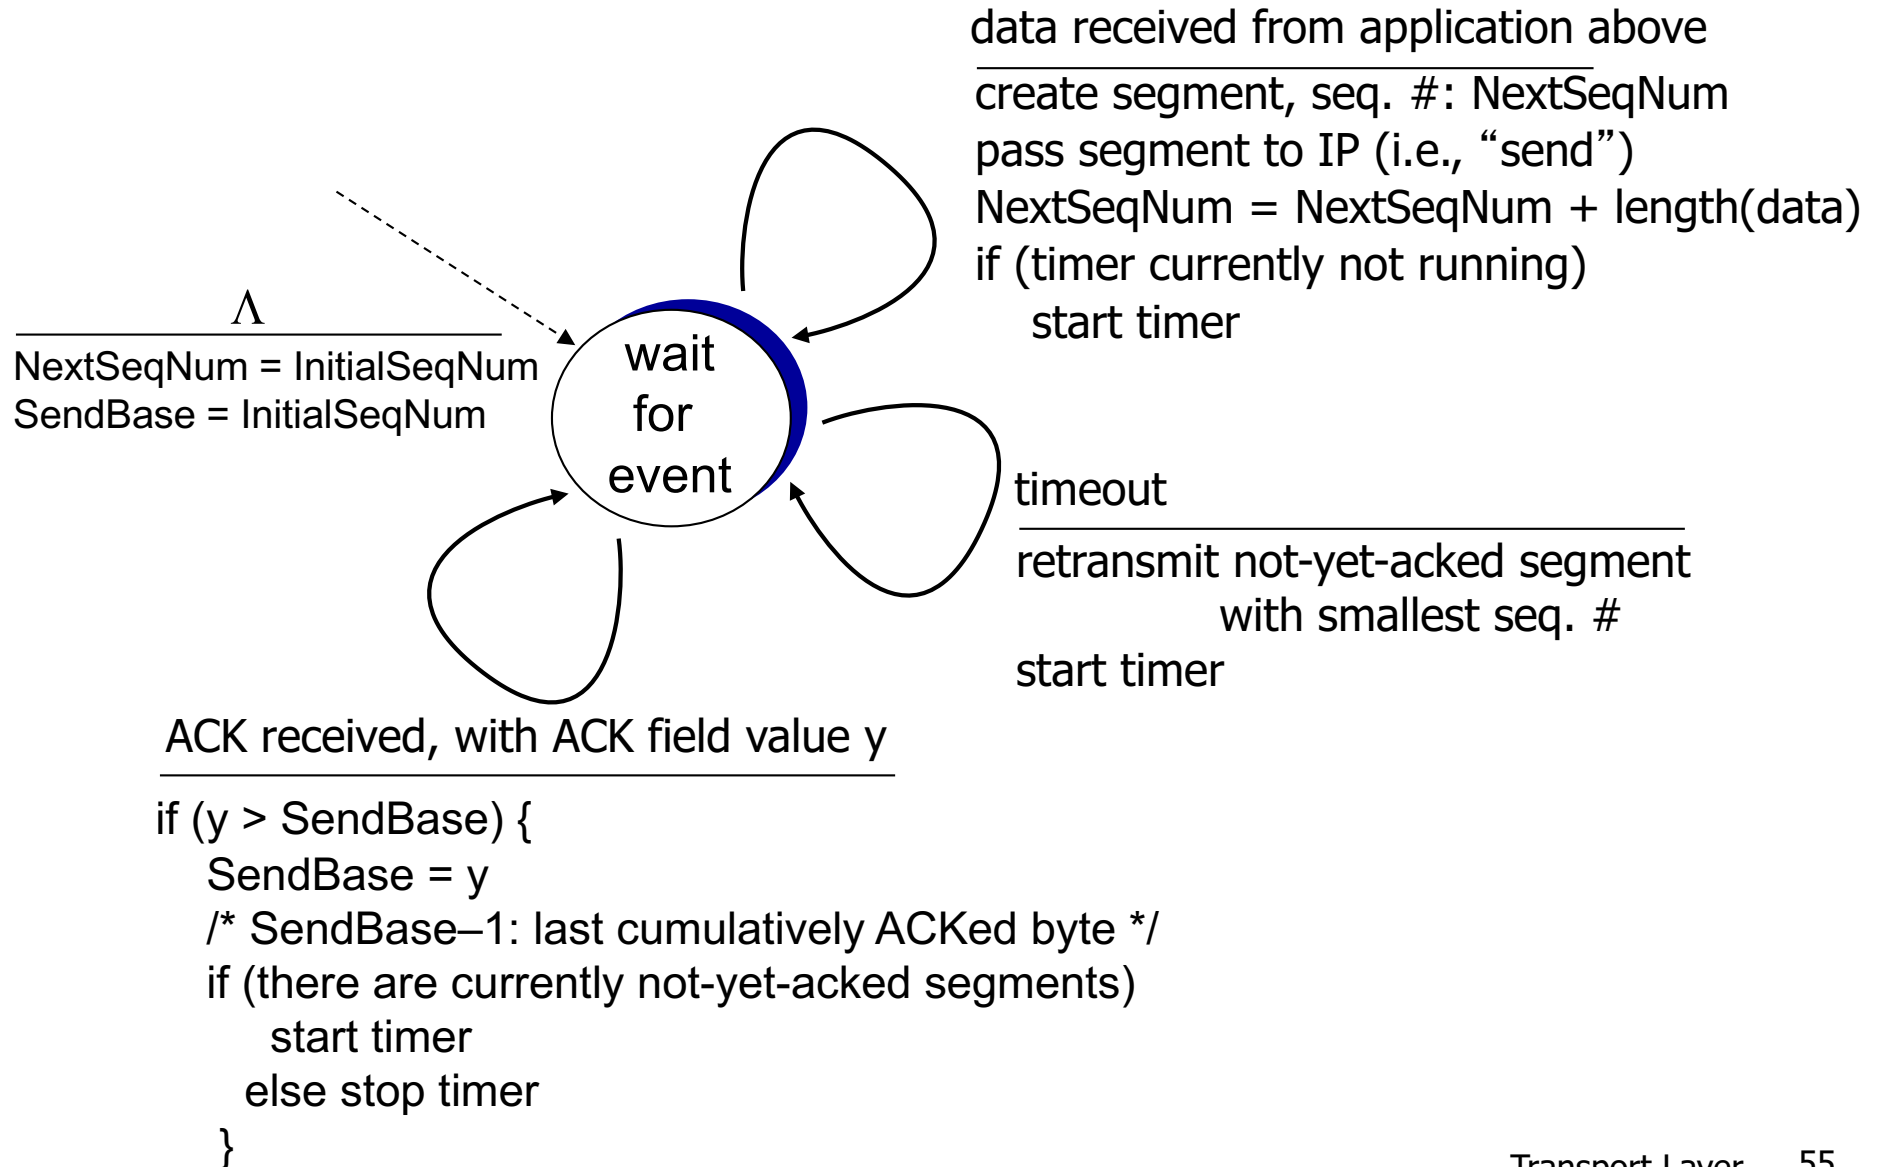 data received from application above
create segment, seq. #: NextSeqNum
pass segment to IP (i.e., “send”)
NextSeqNum = NextSeqNum + length(data)
if (timer currently not running)
start timer
Λ
NextSeqNum = InitialSeqNum
SendBase = InitialSeqNum
wait
for
event
timeout
retransmit not-yet-acked segment
with smallest seq. #
start timer
ACK received, with ACK field value y
if (y > SendBase) {
SendBase = y
/* SendBase–1: last cumulatively ACKed byte */
if (there are currently not-yet-acked segments)
start timer
else stop timer
}
Transport Layer 55